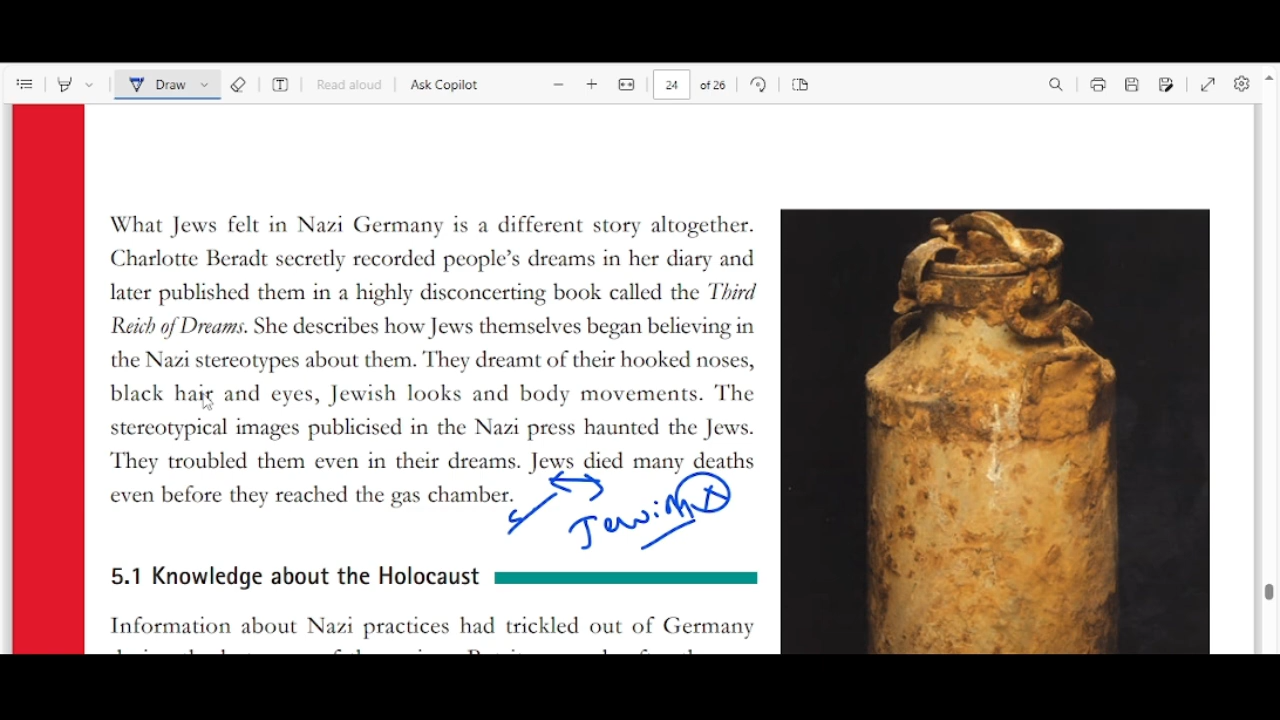 Draw
Read aloud
Ask Copilot
24
of 26
What Jews felt in Nazi Germany is a different story altogether.
Charlotte Beradt secretly recorded people’s dreams in her diary and
later published them in a highly disconcerting book called the Third
Reich of Dreams. She describes how Jews themselves began believing in
the Nazi stereotypes about them. They dreamt of their hooked noses,
black hair and eyes, Jewish looks and body movements. The
stereotypical images publicised in the Nazi press haunted the Jews.
They troubled them even in their dreams. Jews died many deaths
even before they reached the gas chamber.
Jewish
5.1 Knowledge about the Holocaust
Information about Nazi practices had trickled out of Germany